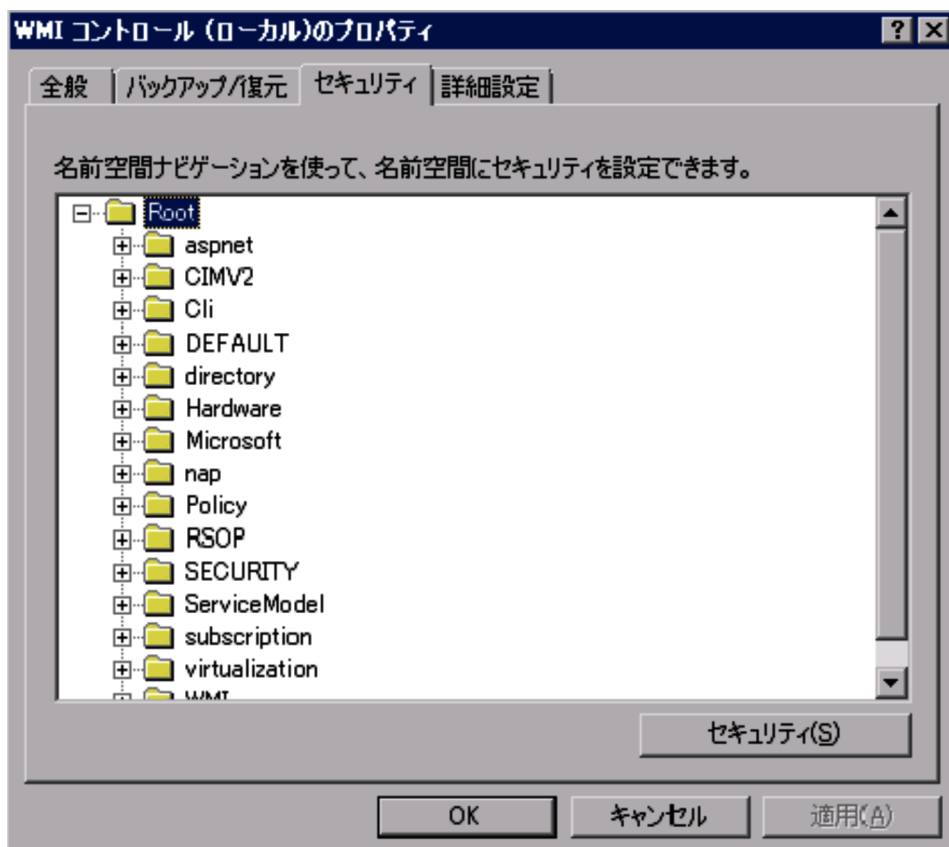 WMI コントロール (ローカル)のプロパティ
全般 バックアップ/復元 セキュリティ 詳細設定
名前空間ナビゲーションを使って、名前空間にセキュリティを設定できます。
Root
aspnet
CIMV2
Cli
DEFAULT
directory
Hardware
Microsoft
nap
Policy
RSOP
SECURITY
ServiceModel
subscription
virtualization
WMI
セキュリティ(S)
OK キャンセル 適用(A)